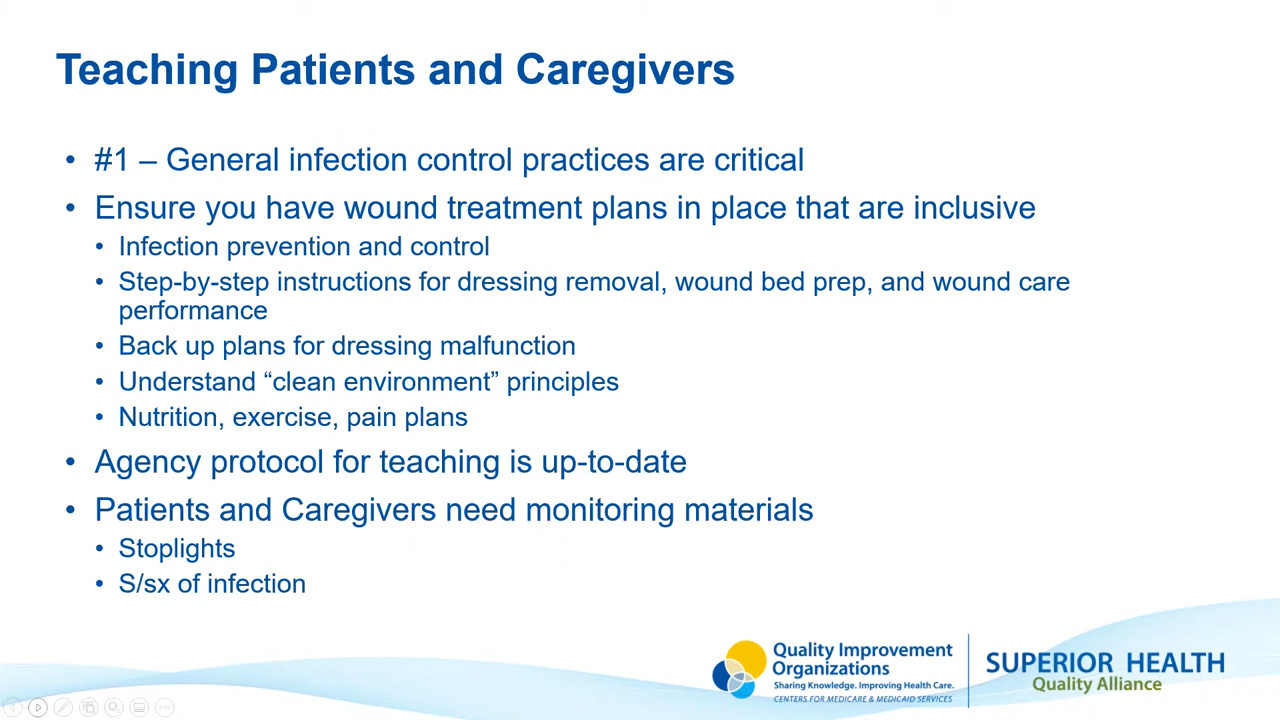 Teaching Patients and Caregivers
• #1 – General infection control practices are critical
• Ensure you have wound treatment plans in place that are inclusive
• Infection prevention and control
• Step-by-step instructions for dressing removal, wound bed prep, and wound care
performance
• Back up plans for dressing malfunction
• Understand “clean environment” principles
• Nutrition, exercise, pain plans
• Agency protocol for teaching is up-to-date
• Patients and Caregivers need monitoring materials
• Stoplights
• S/sx of infection
Quality Improvement
Organizations
Sharing Knowledge. Improving Health Care.
CENTERS FOR MEDICARE & MEDICAID SERVICES
SUPERIOR HEALTH
Quality Alliance